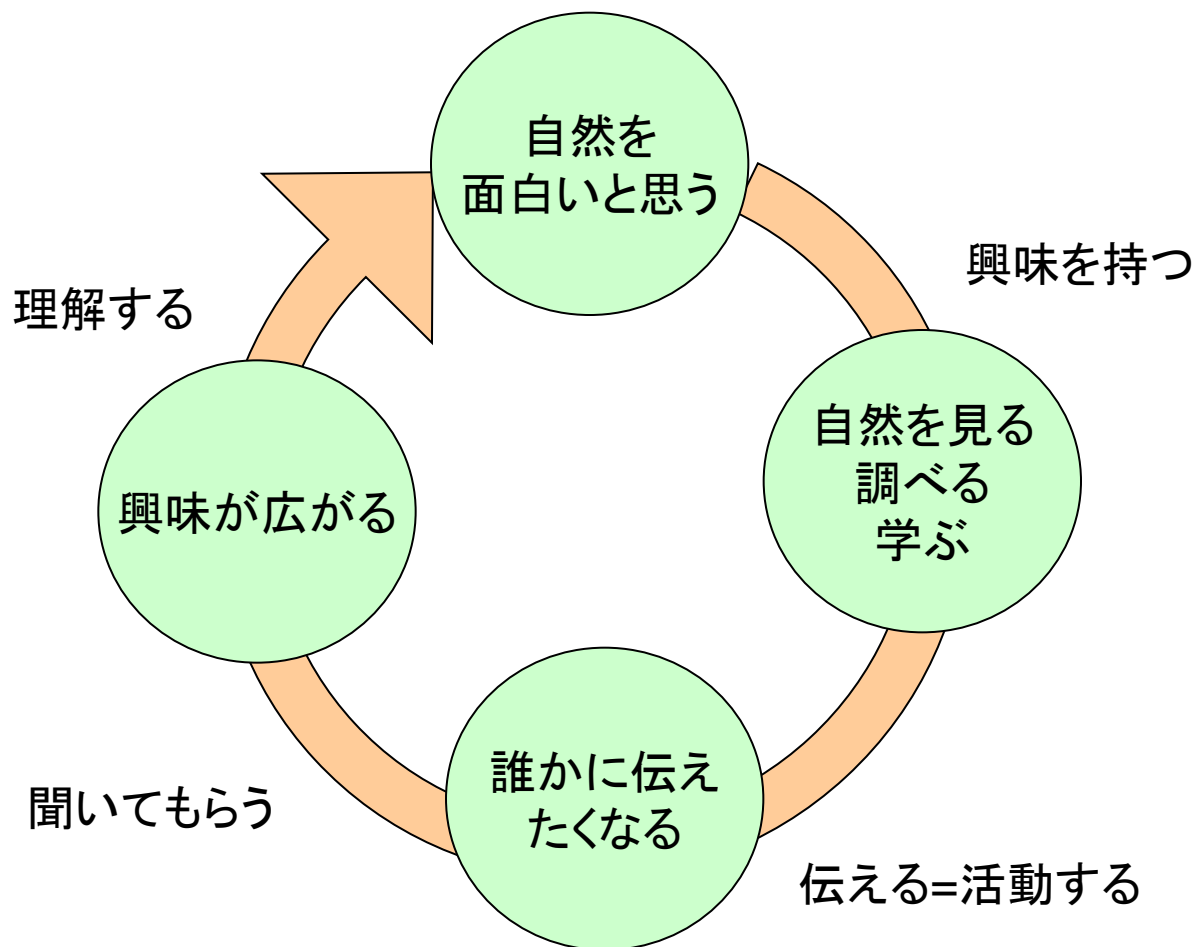 自然を
面白いと思う
興味を持つ
自然を見る
調べる
学ぶ
伝える=活動する
誰かに伝え
たくなる
聞いてもらう
興味が広がる
理解する